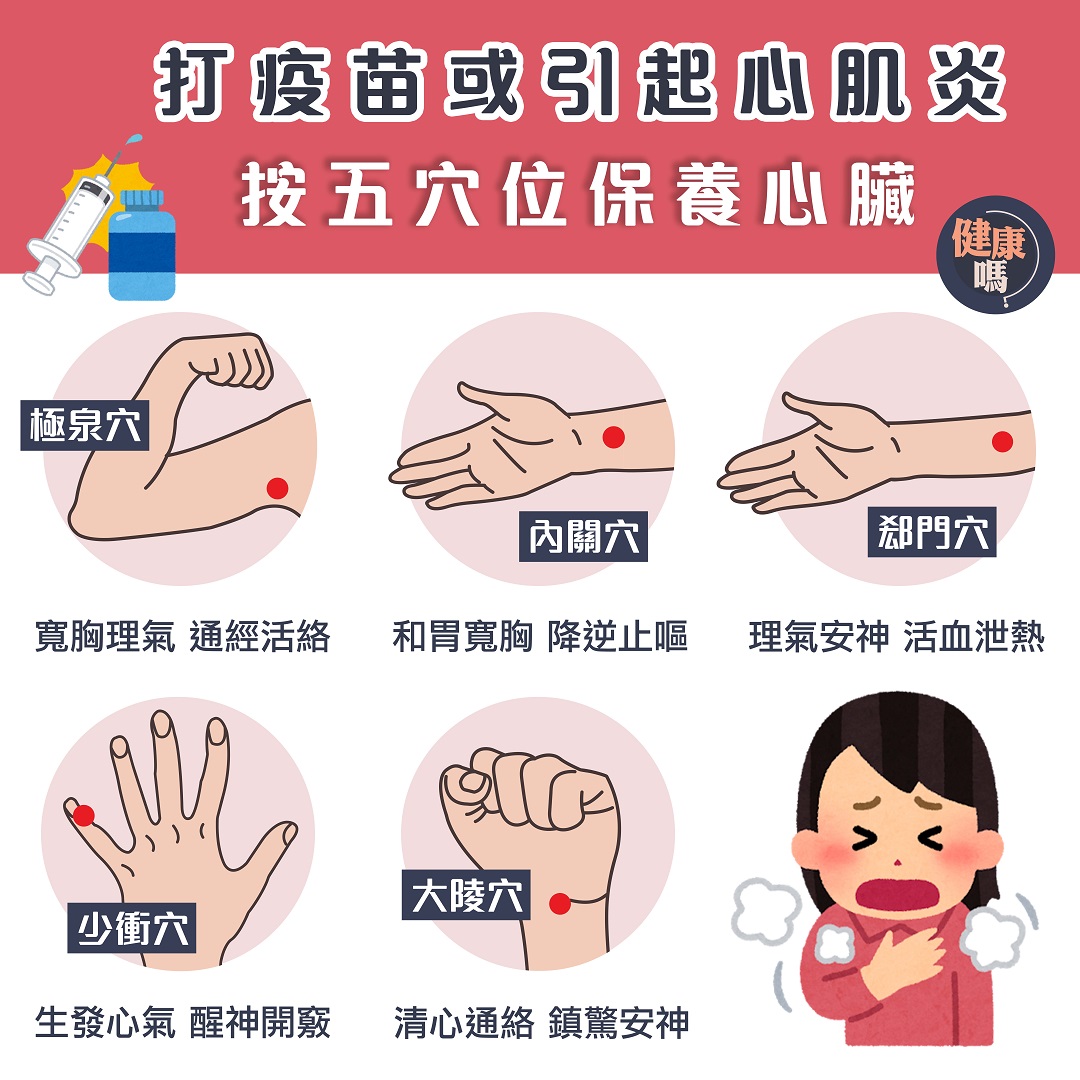 打疫苗或引起心肌炎
按五穴位保養心臟
健康
嗎
極泉穴
內關穴
郄門穴
寬胸理氣 通經活絡
和胃寬胸 降逆止嘔
理氣安神 活血泄熱
少衝穴
大陵穴
生發心氣 醒神開竅
清心通絡 鎮驚安神